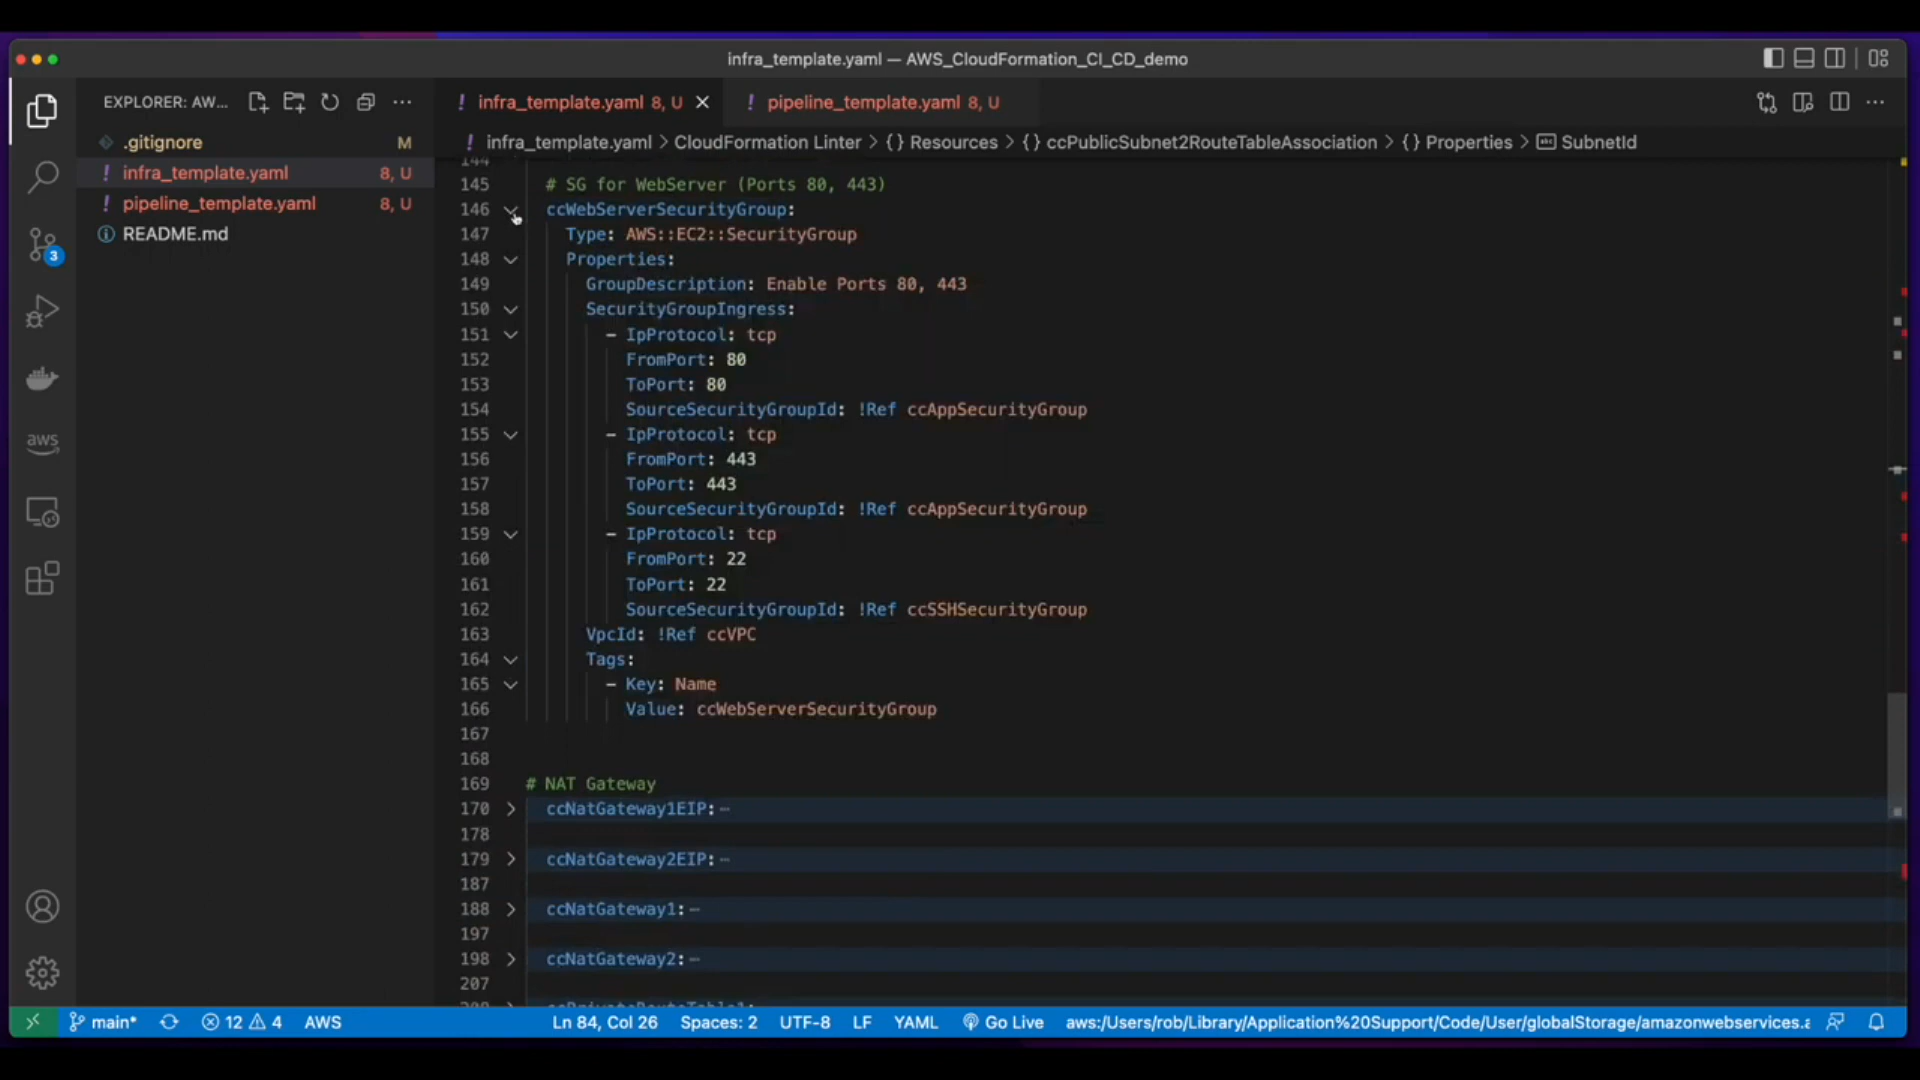 infra_template.yaml — AWS_CloudFormation_CI_CD_demo
EXPLORER: AW...
.gitignore M
! infra_template.yaml 8, U
! pipeline_template.yaml 8, U
README.md
3
aws
! infra_template.yaml 8, U
! pipeline_template.yaml 8, U
! infra_template.yaml > CloudFormation Linter > {} Resources > {} ccPublicSubnet2RouteTableAssociation > {} Properties > abc SubnetId
144
145 # SG for WebServer (Ports 80, 443)
146 ccWebServerSecurityGroup:
147 Type: AWS::EC2::SecurityGroup
148 Properties:
149 GroupDescription: Enable Ports 80, 443
150 SecurityGroupIngress:
151 - IpProtocol: tcp
152 FromPort: 80
153 ToPort: 80
154 SourceSecurityGroupId: !Ref ccAppSecurityGroup
155 - IpProtocol: tcp
156 FromPort: 443
157 ToPort: 443
158 SourceSecurityGroupId: !Ref ccAppSecurityGroup
159 - IpProtocol: tcp
160 FromPort: 22
161 ToPort: 22
162 SourceSecurityGroupId: !Ref ccSSHSecurityGroup
163 VpcId: !Ref ccVPC
164 Tags:
165 - Key: Name
166 Value: ccWebServerSecurityGroup
167
168
169 # NAT Gateway
170 ccNatGateway1EIP:
178
179 ccNatGateway2EIP:
187
188 ccNatGateway1:
197
198 ccNatGateway2:
207
main* 12 4 AWS Ln 84, Col 26 Spaces: 2 UTF-8 LF YAML Go Live aws:/Users/rob/Library/Application%20Support/Code/User/globalStorage/amazonwebservices.a